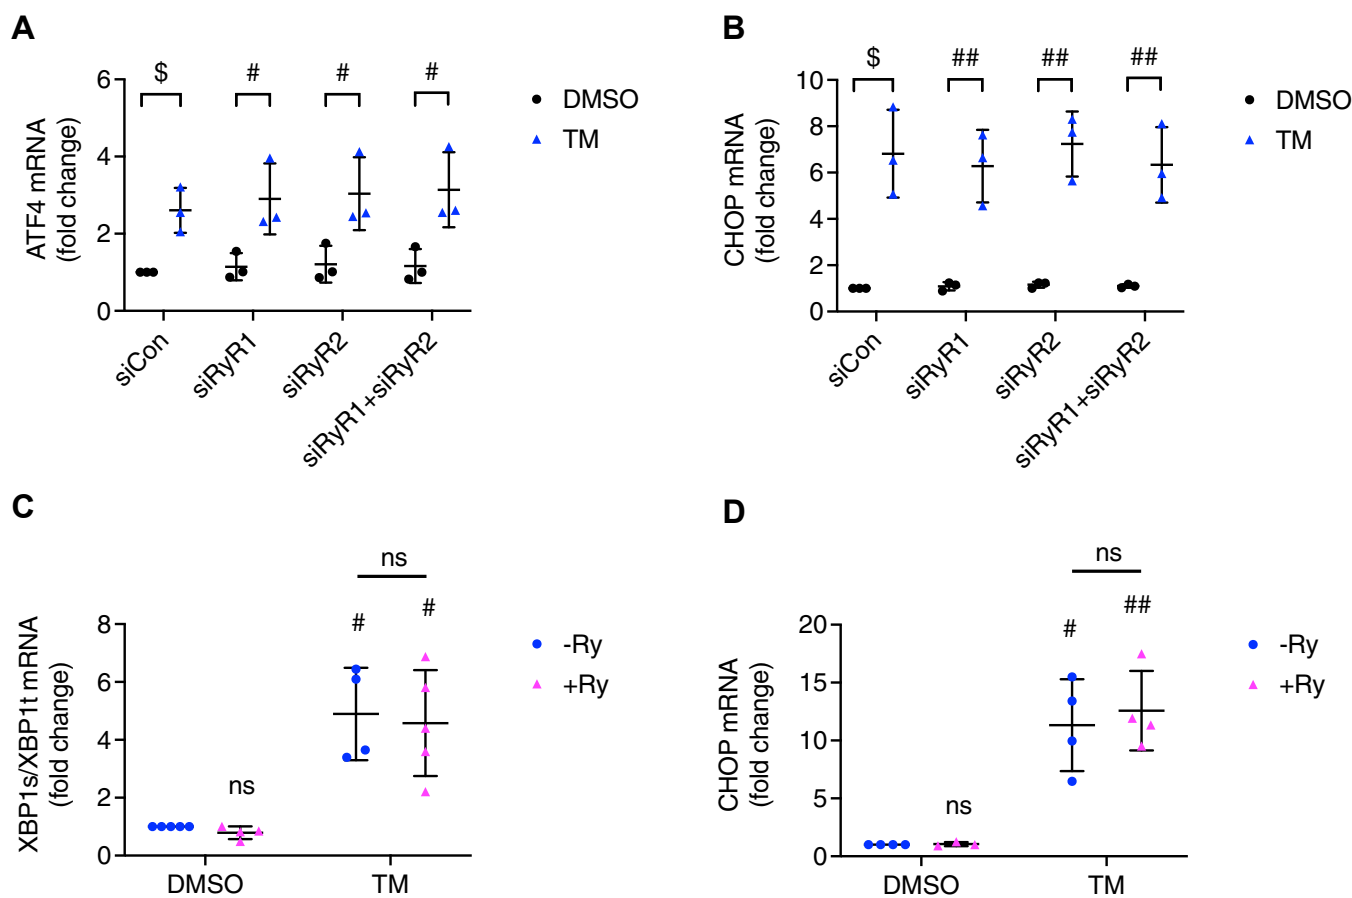 A
ATF4 mRNA
(fold change)
6
4
2
0
$
#
#
#
DMSO
TM
siCon
siRyR1
siRyR2
siRyR1+siRyR2
B
CHOP mRNA
(fold change)
10
8
6
4
2
0
$
##
##
##
DMSO
TM
siCon
siRyR1
siRyR2
siRyR1+siRyR2
C
XBP1s/XBP1t mRNA
(fold change)
8
6
4
2
0
ns
ns
#
#
-Ry
+Ry
DMSO
TM
D
CHOP mRNA
(fold change)
20
15
10
5
0
ns
ns
#
##
-Ry
+Ry
DMSO
TM